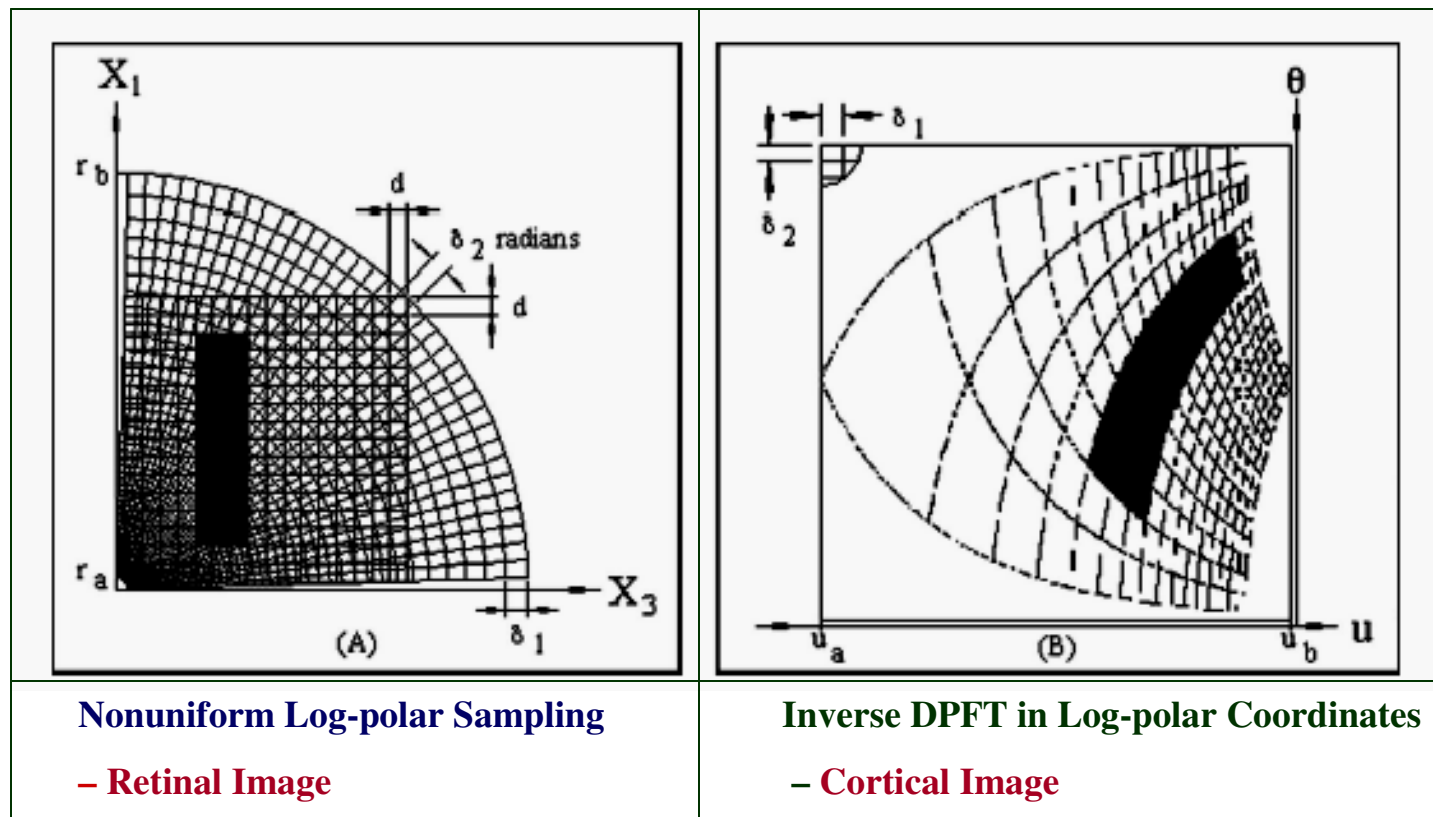 X1
rb
d
δ2 radians
d
ra
X3
δ1
(A)
θ
δ1
δ2
ua
(B)
ub
u
Nonuniform Log-polar Sampling
– Retinal Image
Inverse DPFT in Log-polar Coordinates
– Cortical Image